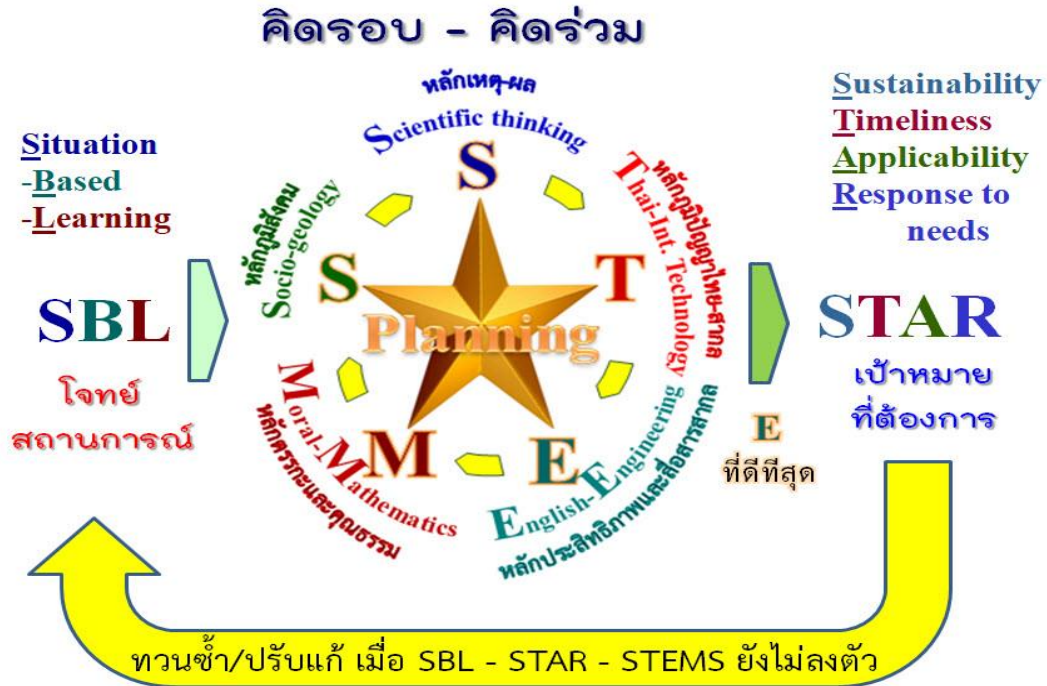 คิดรอบ - คิดร่วม
Situation
-Based
-Learning
SBL
โจทย์
สถานการณ์
หลักเหตุ-ผล
Scientific thinking
S
หลักภูมิปัญญาไทย-สากล
Thai-Int. Technology
T
English-Engineering
หลักประสิทธิภาพและสื่อสารสากล
E
Moral-Mathematics
หลักตรรกะและคุณธรรม
M
หลักภูมิสังคม
Socio-geology
S
Planning
E
ที่ดีทีสุด
Sustainability
Timeliness
Applicability
Response to
needs
STAR
เป้าหมาย
ที่ต้องการ
ทวนซ้ำ/ปรับแก้ เมื่อ SBL - STAR - STEMS ยังไม่ลงตัว